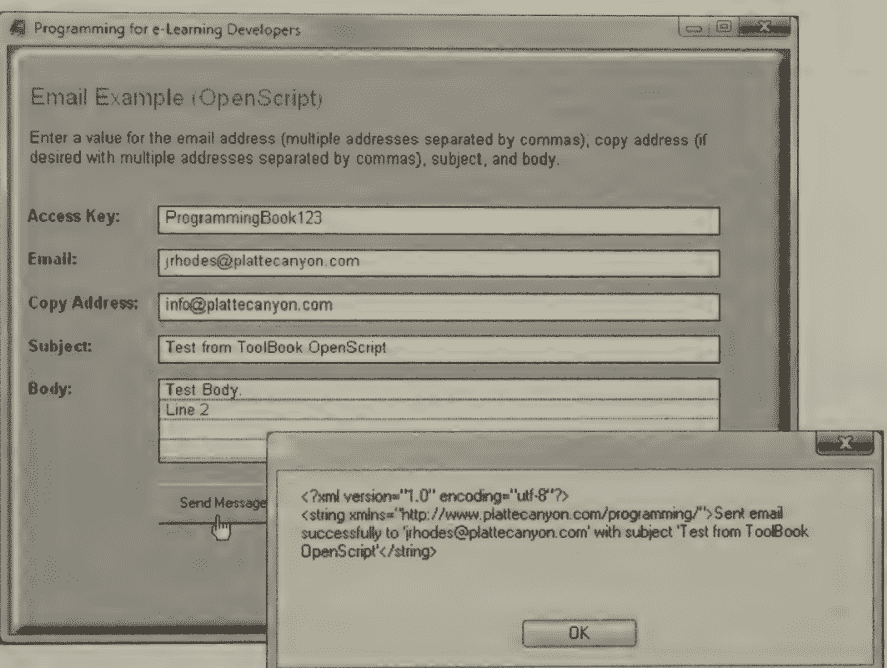 Programming for e-Learning Developers
Email Example (OpenScript)
Enter a value for the email address (multiple addresses separated by commas), copy address (if
desired with multiple addresses separated by commas), subject, and body.
Access Key:
ProgrammingBook123
Email:
jrhodes@plattecanyon.com
Copy Address:
info@plattecanyon.com
Subject:
Test from ToolBook OpenScript
Body:
Test Body.
Line 2
Send Message
<?xml version="1.0" encoding="utf-8"?>
<string xmlns="http://www.plattecanyon.com/programming/">Sent email
successfully to 'jrhodes@plattecanyon.com' with subject 'Test from ToolBook
OpenScript'</string>
OK